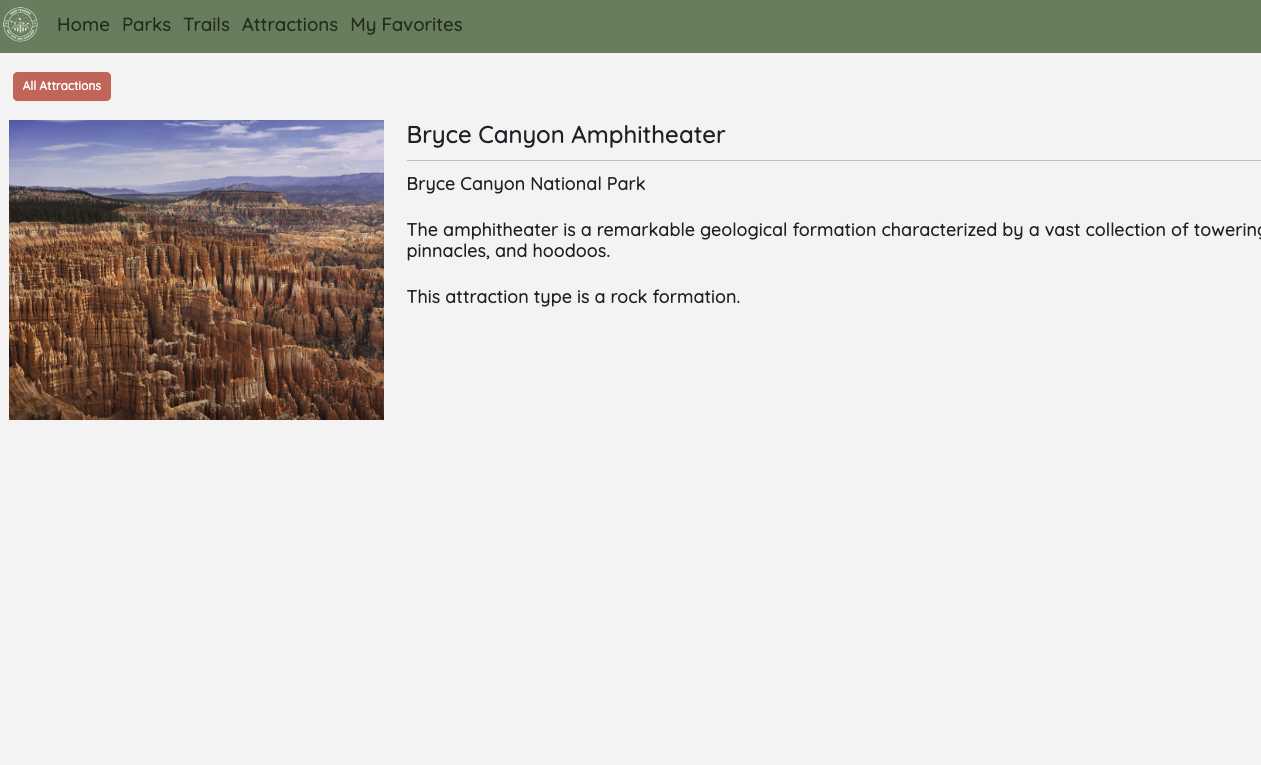 Home Parks Trails Attractions My Favorites
All Attractions
Bryce Canyon Amphitheater
Bryce Canyon National Park
The amphitheater is a remarkable geological formation characterized by a vast collection of towering
pinnacles, and hoodoos.
This attraction type is a rock formation.